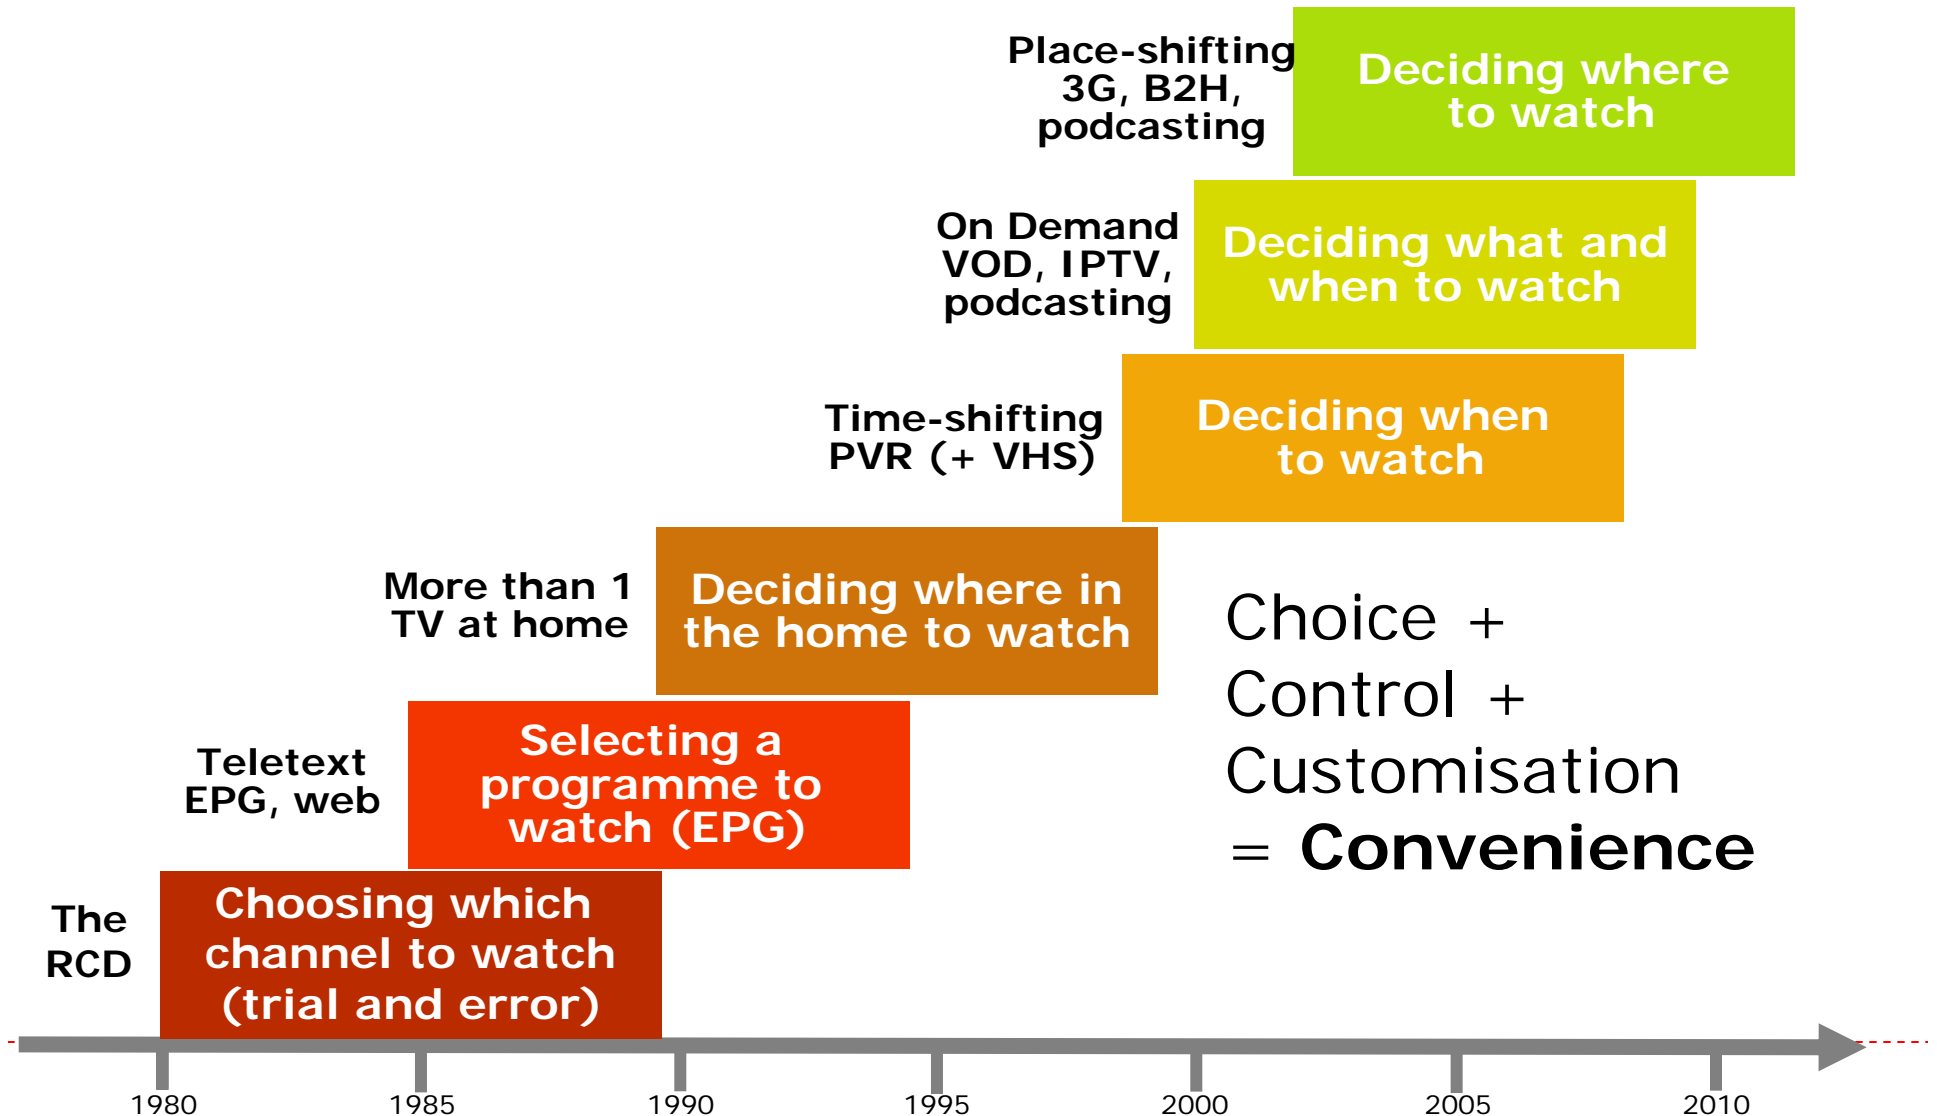 Place-shifting
3G, B2H,
podcasting
Deciding where
to watch
On Demand
VOD, IPTV,
podcasting
Deciding what and
when to watch
Time-shifting
PVR (+ VHS)
Deciding when
to watch
More than 1
TV at home
Deciding where in
the home to watch
Choice +
Control +
Customisation
= Convenience
Teletext
EPG, web
Selecting a
programme to
watch (EPG)
The
RCD
Choosing which
channel to watch
(trial and error)
1980
1985
1990
1995
2000
2005
2010